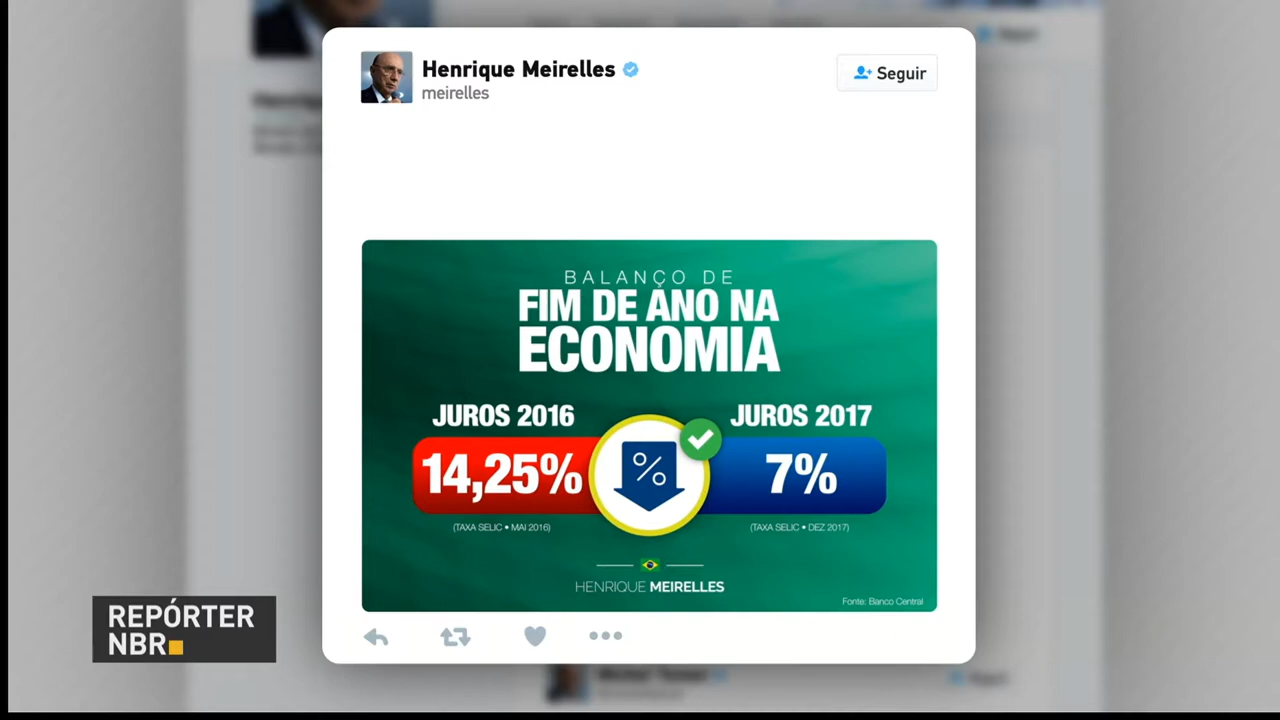 Henrique Meirelles
meirelles
Seguir
BALANÇO DE
FIM DE ANO NA
ECONOMIA
JUROS 2016
JUROS 2017
14,25%
%
7%
(TAXA SELIC • MAI 2016)
(TAXA SELIC • DEZ 2017)
HENRIQUE MEIRELLES
Fonte: Banco Central
REPÓRTER
NBR